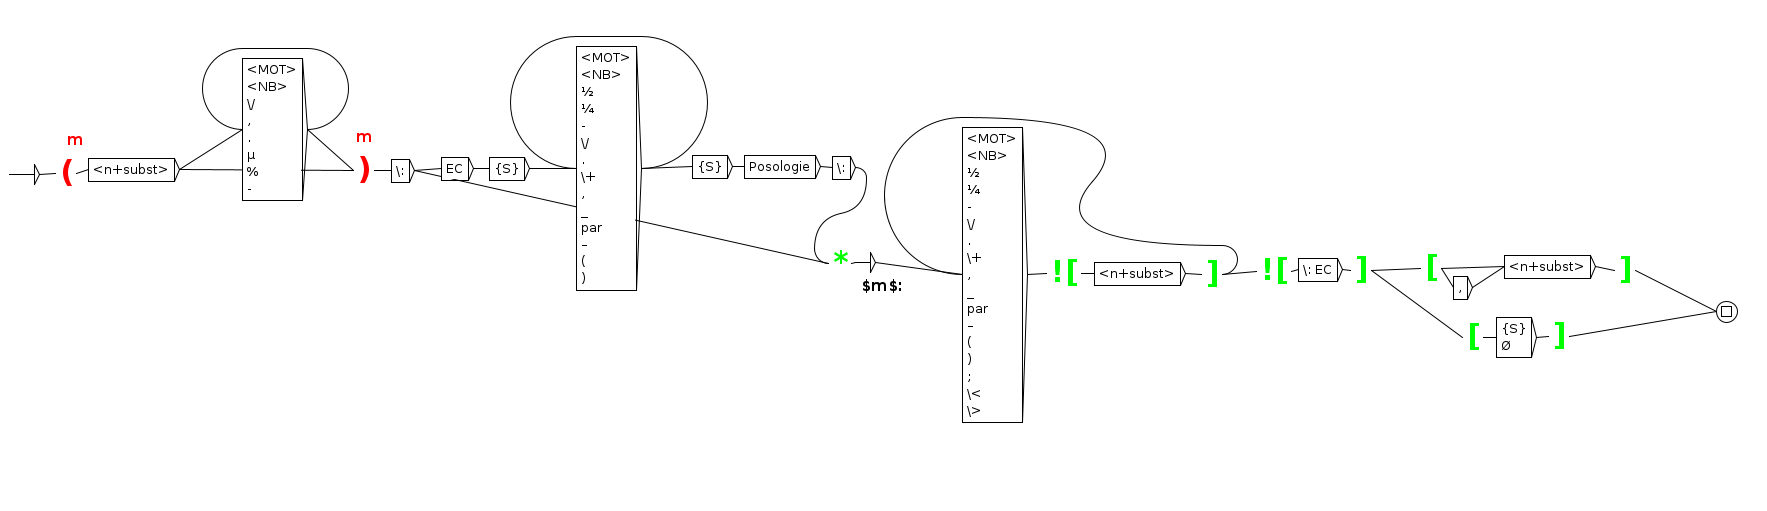 m
(
<n+subst>
<MOT>
<NB>
\/
,
.
µ
%
-
m
)
\:
EC
{S}
<MOT>
<NB>
½
¼
-
\/
.
\+
,
_
par
–
(
)
{S}
Posologie
\:
*
$m$:
<MOT>
<NB>
½
¼
-
\/
.
\+
,
_
par
–
(
)
;
\<
\>
![
<n+subst>
]
![
\: EC
]
[
,
<n+subst>
]
[
{S}
Ø
]